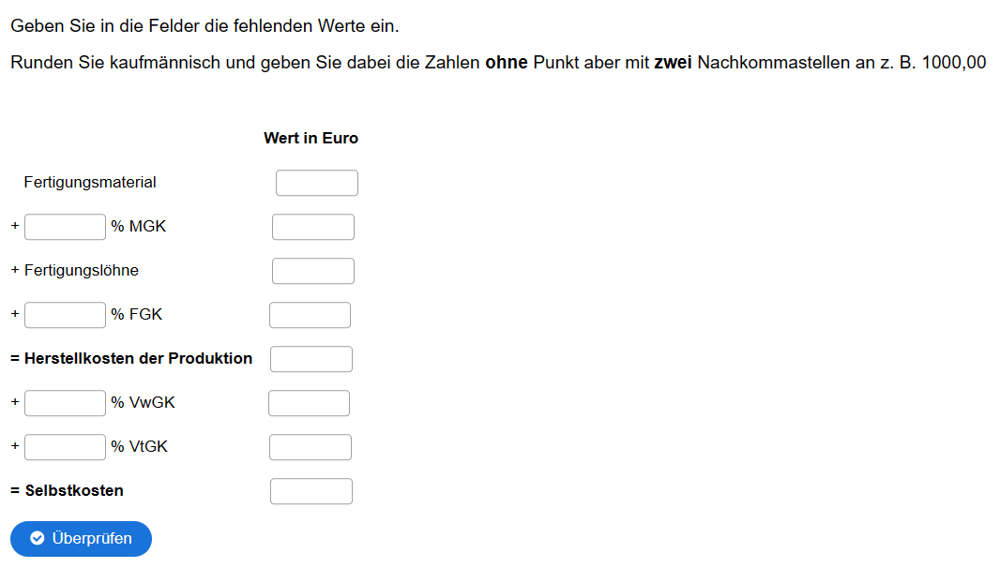 Geben Sie in die Felder die fehlenden Werte ein.
Runden Sie kaufmännisch und geben Sie dabei die Zahlen ohne Punkt aber mit zwei Nachkommastellen an z. B. 1000,00
Wert in Euro
Fertigungsmaterial
+ % MGK
+ Fertigungslöhne
+ % FGK
= Herstellkosten der Produktion
+ % VwGK
+ % VtGK
= Selbstkosten
Überprüfen